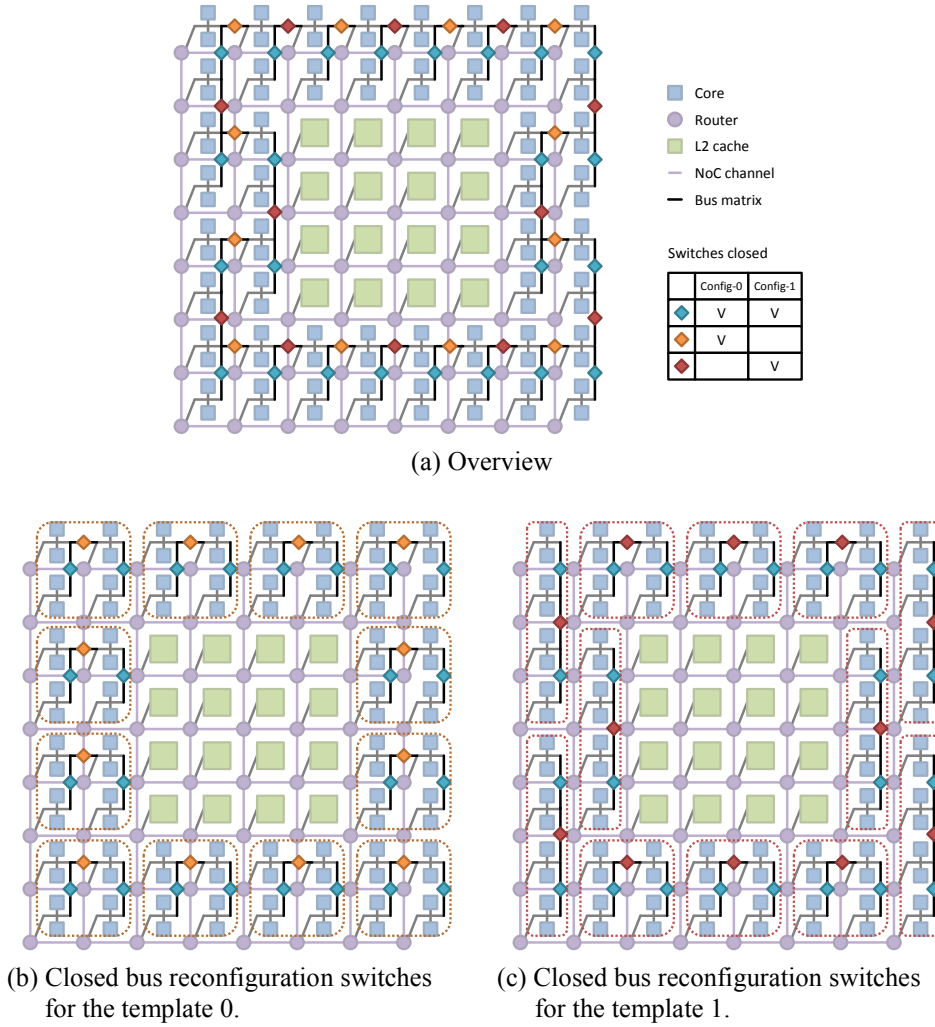 Core
Router
L2 cache
NoC channel
Bus matrix
Switches closed
Config-0 Config-1
V V
V
V
(a) Overview
(b) Closed bus reconfiguration switches
for the template 0.
(c) Closed bus reconfiguration switches
for the template 1.